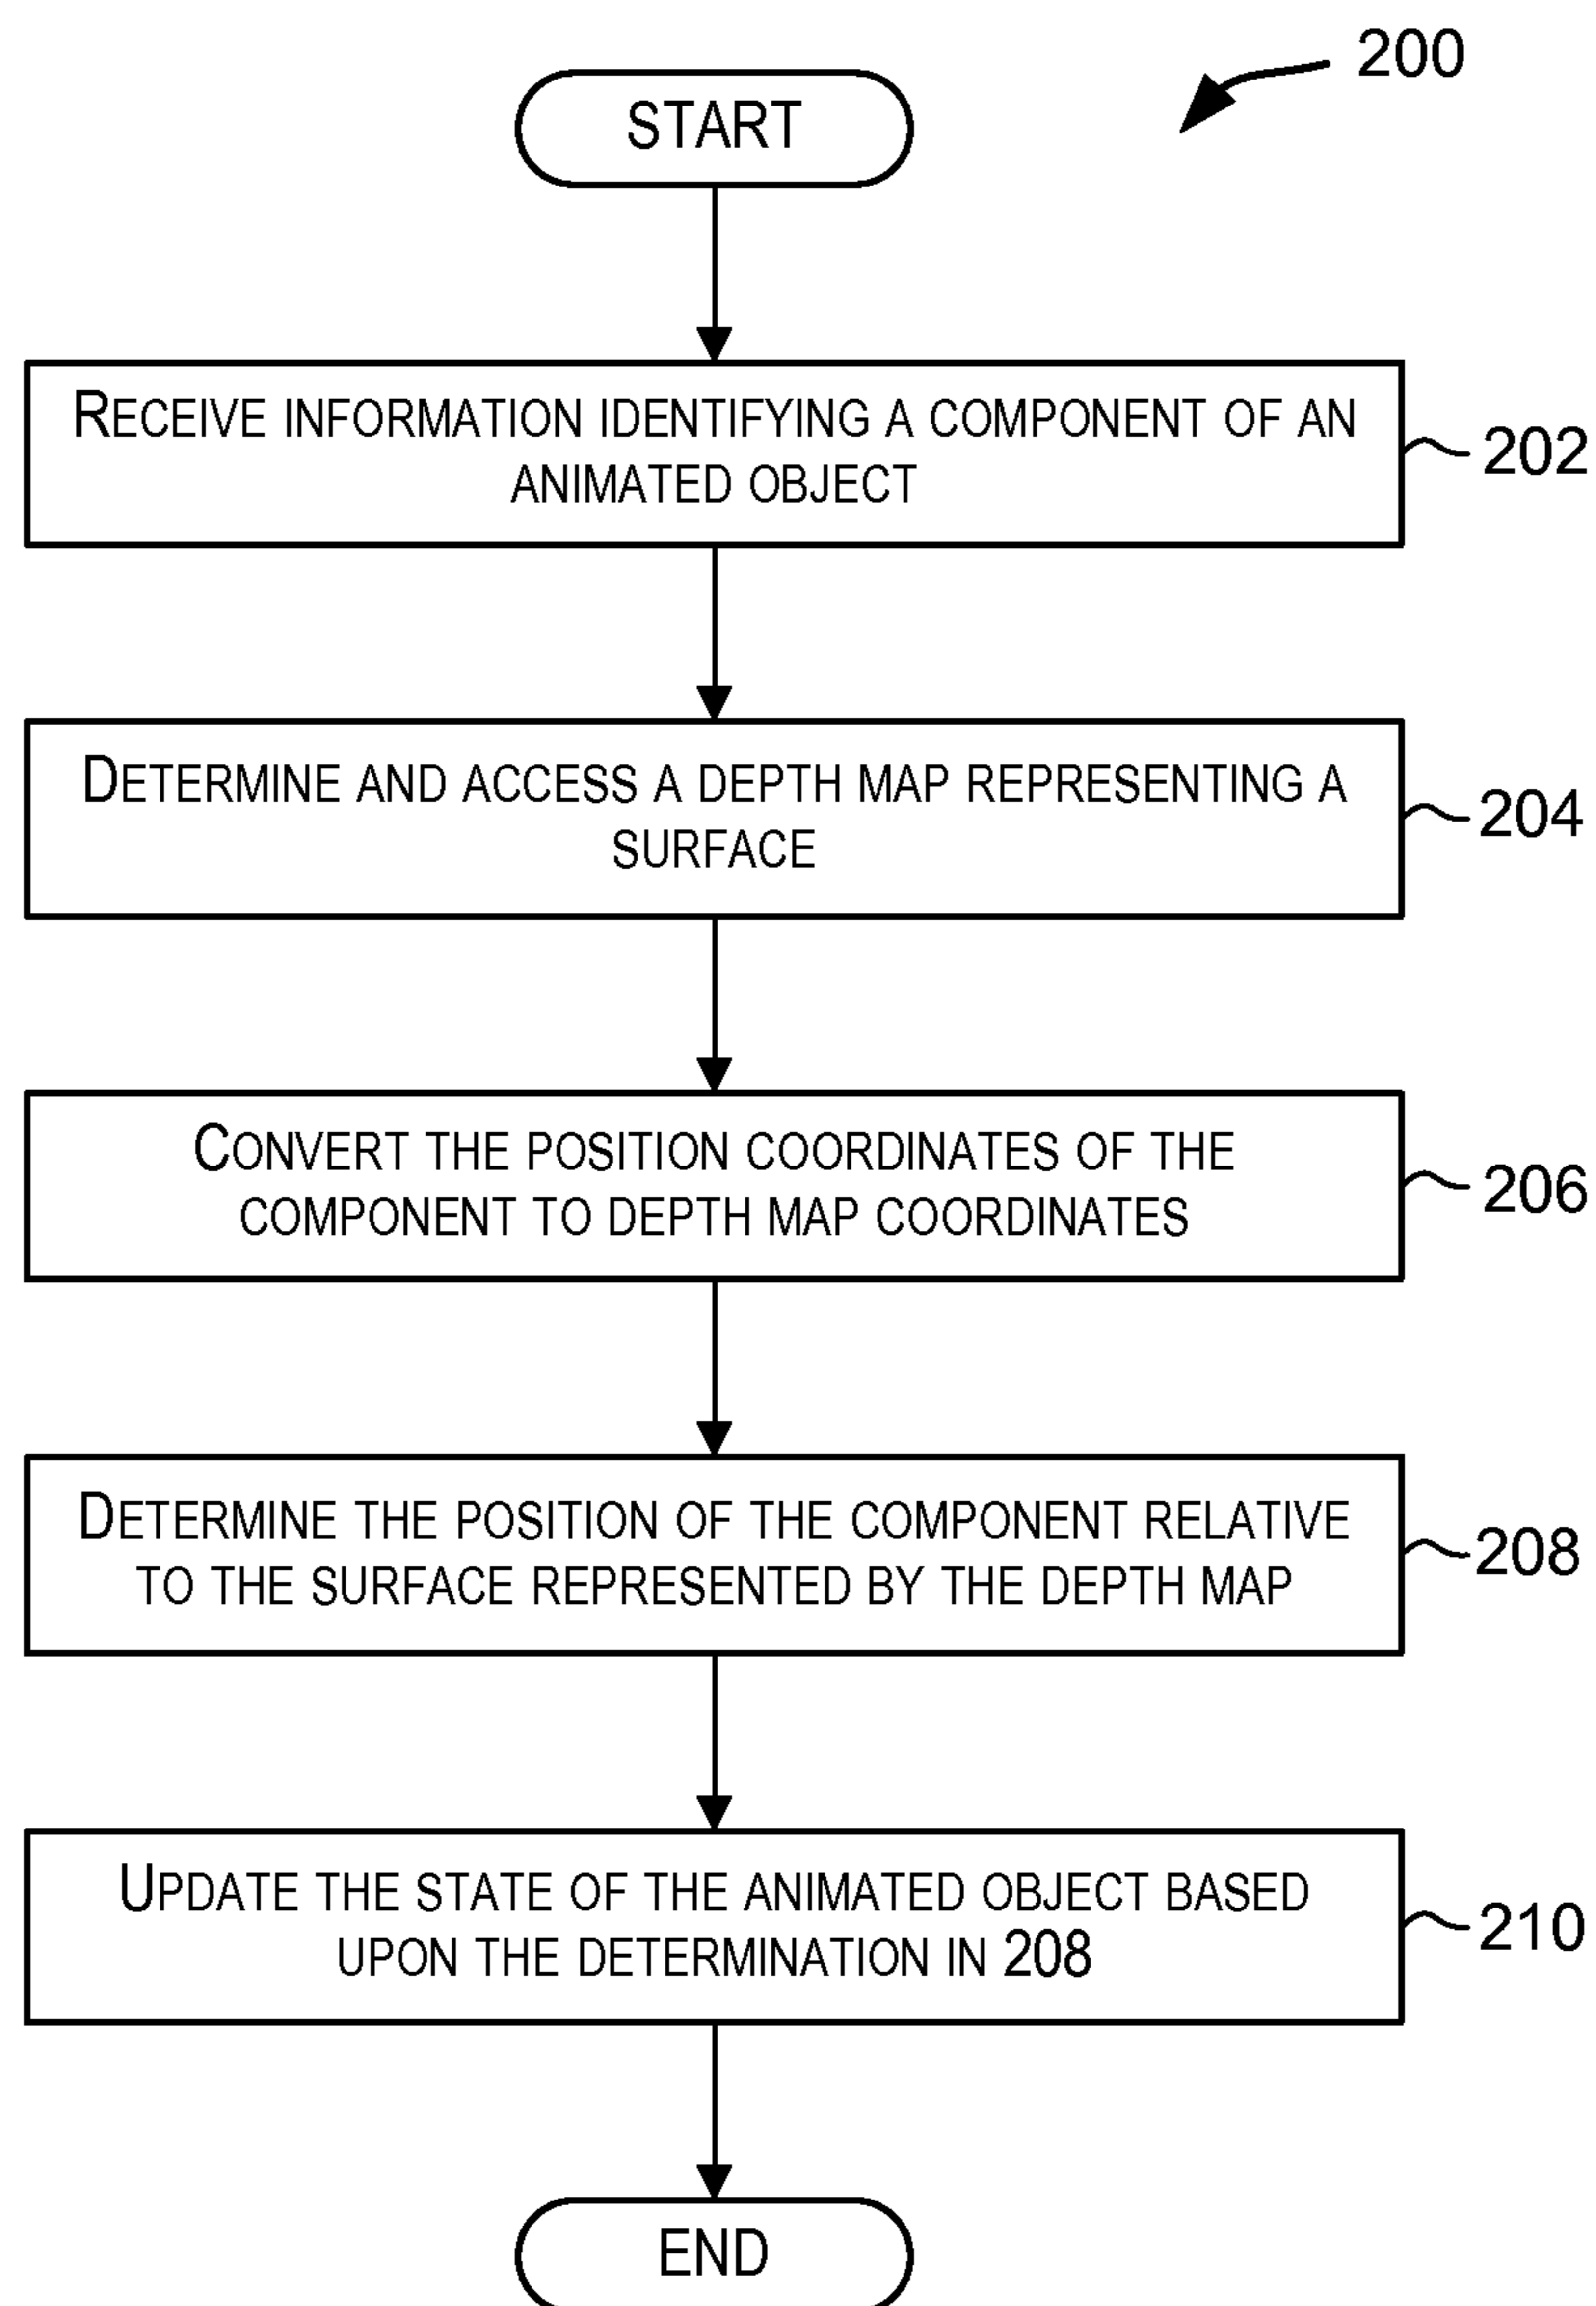 200
START
RECEIVE INFORMATION IDENTIFYING A COMPONENT OF AN
ANIMATED OBJECT
202
DETERMINE AND ACCESS A DEPTH MAP REPRESENTING A
SURFACE
204
CONVERT THE POSITION COORDINATES OF THE
COMPONENT TO DEPTH MAP COORDINATES
206
DETERMINE THE POSITION OF THE COMPONENT RELATIVE
TO THE SURFACE REPRESENTED BY THE DEPTH MAP
208
UPDATE THE STATE OF THE ANIMATED OBJECT BASED
UPON THE DETERMINATION IN 208
210
END